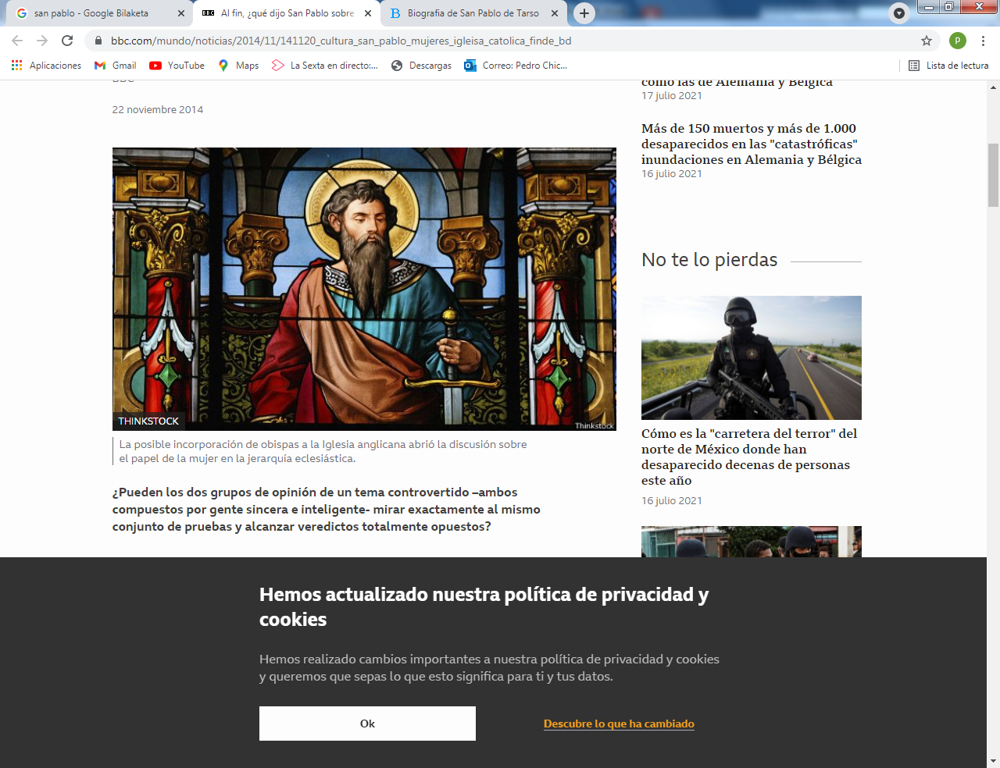 san pablo - Google Bilaketa
Al fin, ¿qué dijo San Pablo sobre
Biografía de San Pablo de Tarso
bbc.com/mundo/noticias/2014/11/141120_cultura_san_pablo_mujeres_igleisa_catolica_finde_bd
P
Aplicaciones
Gmail
YouTube
Maps
La Sexta en directo:...
Descargas
Correo: Pedro Chic...
Lista de lectura
BBC
22 noviembre 2014
THINKSTOCK
Thinkstock
La posible incorporación de obispas a la Iglesia anglicana abrió la discusión sobre
el papel de la mujer en la jerarquía eclesiástica.
¿Pueden los dos grupos de opinión de un tema controvertido –ambos
compuestos por gente sincera e inteligente- mirar exactamente al mismo
conjunto de pruebas y alcanzar veredictos totalmente opuestos?
como las de Alemania y Bélgica
17 julio 2021
Más de 150 muertos y más de 1.000
desaparecidos en las "catastróficas"
inundaciones en Alemania y Bélgica
16 julio 2021
No te lo pierdas
Cómo es la "carretera del terror" del
norte de México donde han
desaparecido decenas de personas
este año
16 julio 2021
Hemos actualizado nuestra política de privacidad y
cookies
Hemos realizado cambios importantes a nuestra política de privacidad y cookies
y queremos que sepas lo que esto significa para ti y tus datos.
Ok
Descubre lo que ha cambiado